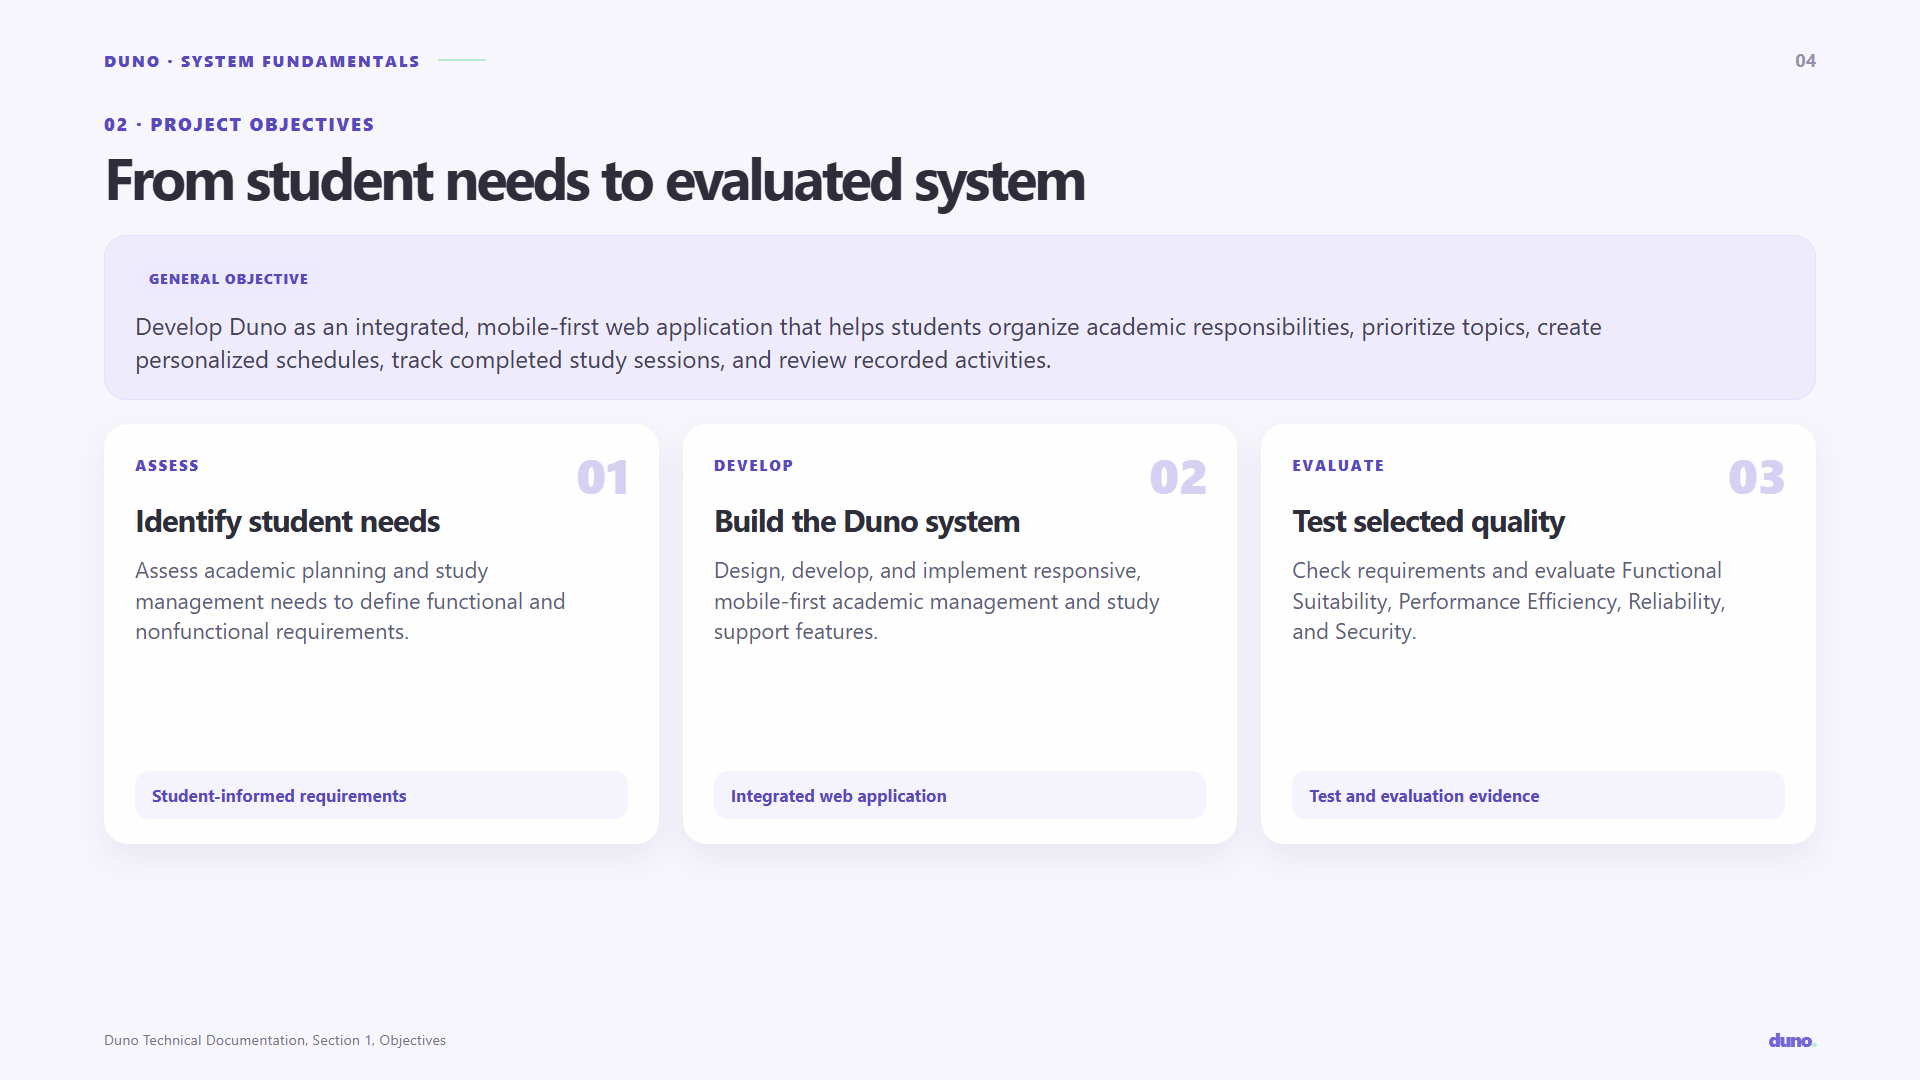 DUNO · SYSTEM FUNDAMENTALS
04
02 · PROJECT OBJECTIVES
From student needs to evaluated system
GENERAL OBJECTIVE
Develop Duno as an integrated, mobile-first web application that helps students organize academic responsibilities, prioritize topics, create
personalized schedules, track completed study sessions, and review recorded activities.
ASSESS
01
Identify student needs
Assess academic planning and study
management needs to define functional and
nonfunctional requirements.
Student-informed requirements
DEVELOP
02
Build the Duno system
Design, develop, and implement responsive,
mobile-first academic management and study
support features.
Integrated web application
EVALUATE
03
Test selected quality
Check requirements and evaluate Functional
Suitability, Performance Efficiency, Reliability,
and Security.
Test and evaluation evidence
Duno Technical Documentation, Section 1, Objectives
duno.